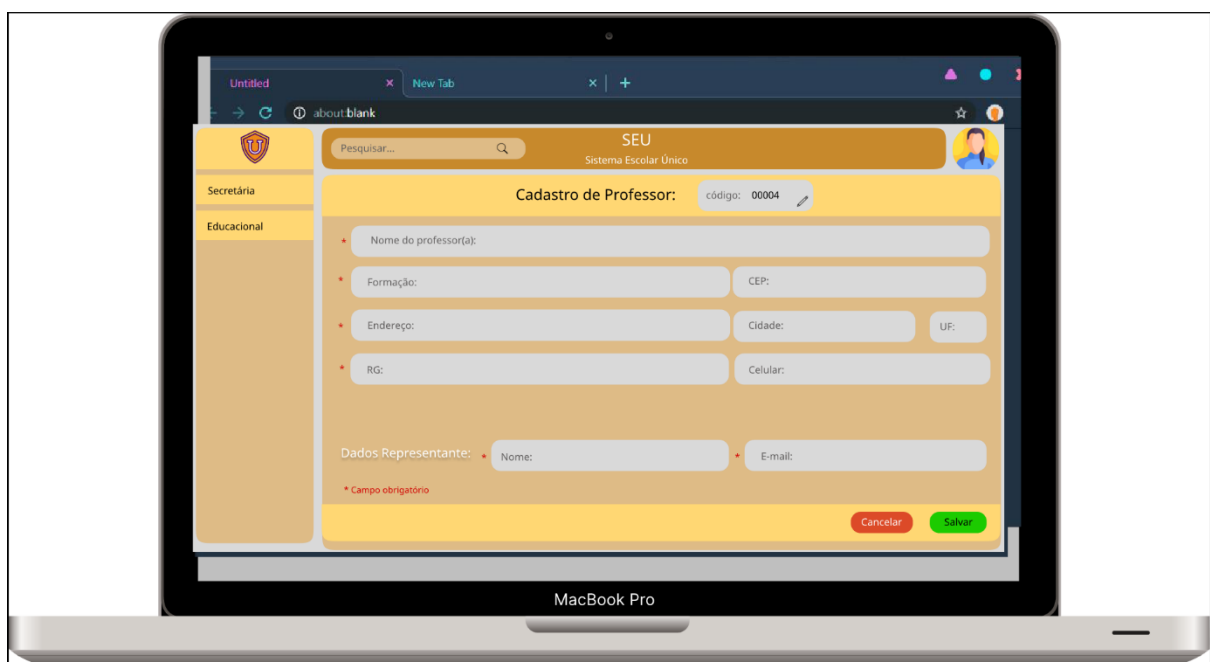 Untitled × New Tab × | +
about:blank
U
Pesquisar...
SEU
Sistema Escolar Único
Secretária
Educacional
Cadastro de Professor: código: 00004
* Nome do professor(a):
* Formação: CEP:
* Endereço: Cidade: UF:
* RG: Celular:
Dados Representante: * Nome: * E-mail:
* Campo obrigatório
Cancelar Salvar
MacBook Pro